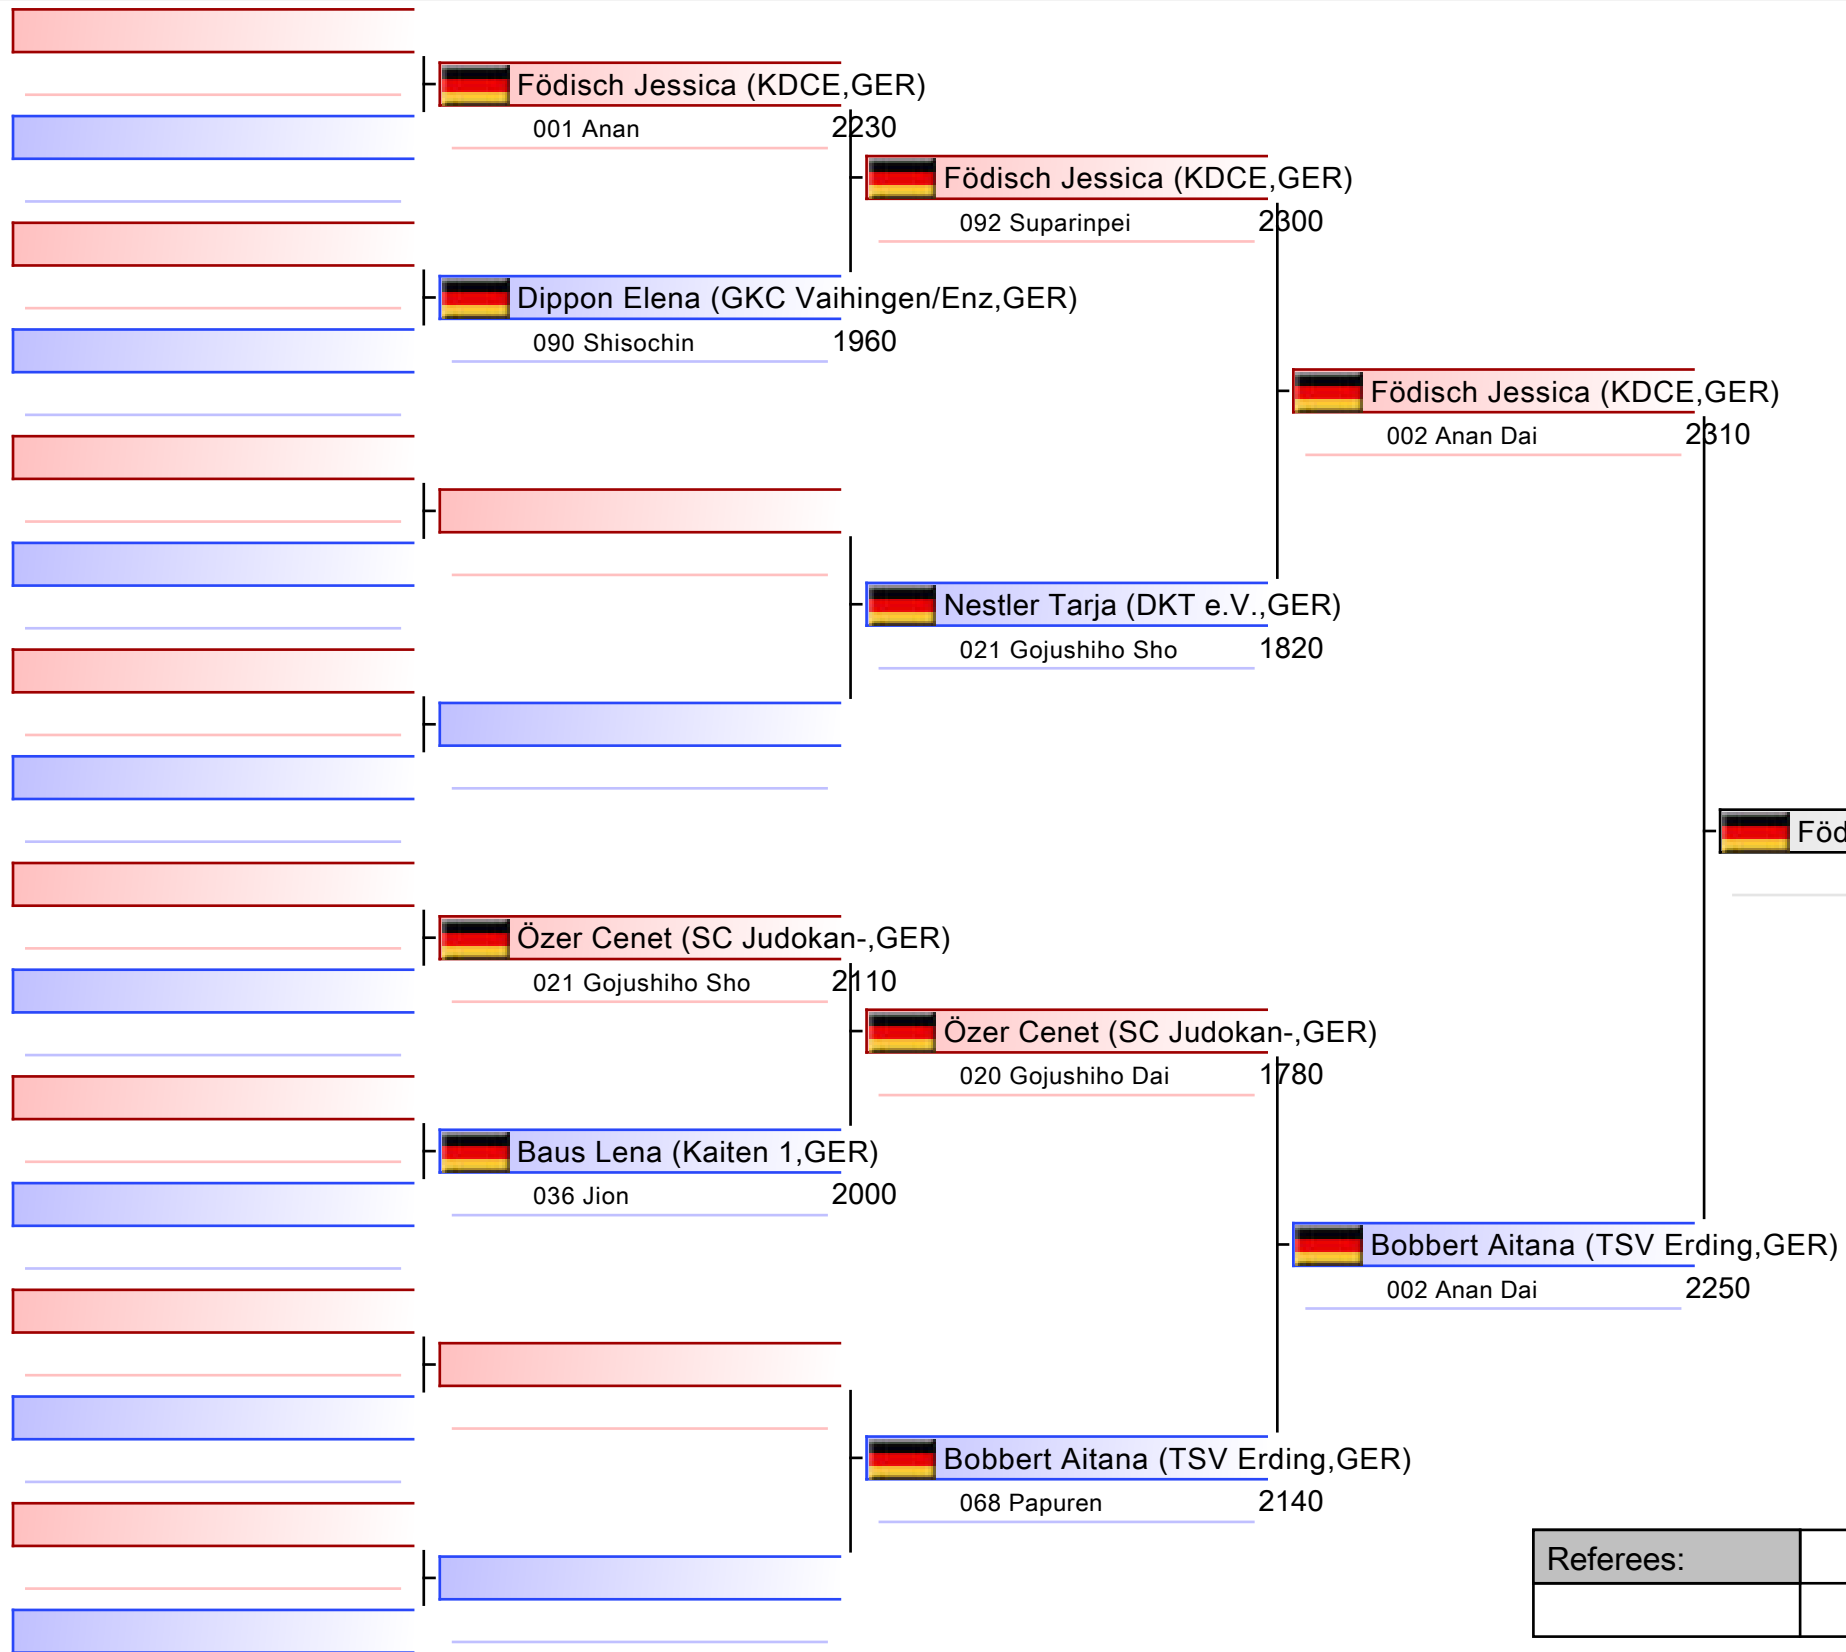 Födisch Jessica (KDCE,GER)
001 Anan 2230
Födisch Jessica (KDCE,GER)
092 Suparinpei 2300
Dippon Elena (GKC Vaihingen/Enz,GER)
090 Shisochin 1960
Födisch Jessica (KDCE,GER)
002 Anan Dai 2310
Nestler Tarja (DKT e.V.,GER)
021 Gojushiho Sho 1820
Föd
Özer Cenet (SC Judokan-,GER)
021 Gojushiho Sho 2110
Özer Cenet (SC Judokan-,GER)
020 Gojushiho Dai 1780
Baus Lena (Kaiten 1,GER)
036 Jion 2000
Bobbert Aitana (TSV Erding,GER)
002 Anan Dai 2250
Bobbert Aitana (TSV Erding,GER)
068 Papuren 2140
Referees: